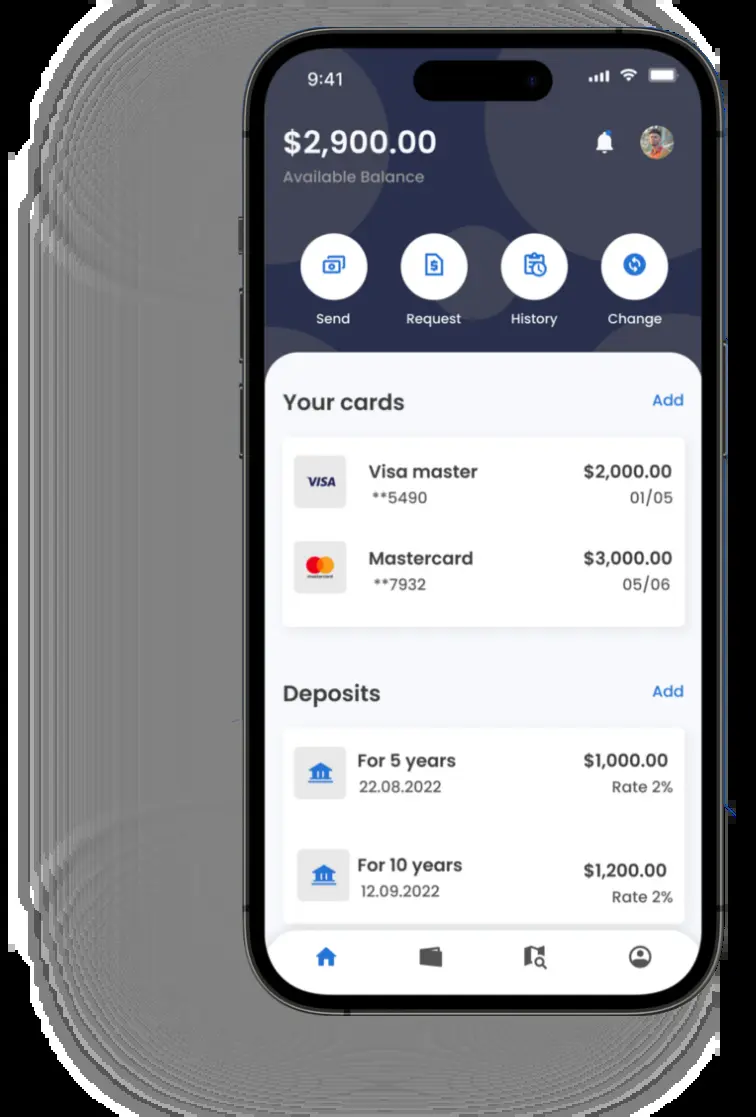 9:41
$2,900.00
Available Balance
Send Request History Change
Your cards Add
VISA Visa master $2,000.00
**5490 01/05
Mastercard $3,000.00
mastercard **7932 05/06
Deposits Add
For 5 years $1,000.00
22.08.2022 Rate 2%
For 10 years $1,200.00
12.09.2022 Rate 2%